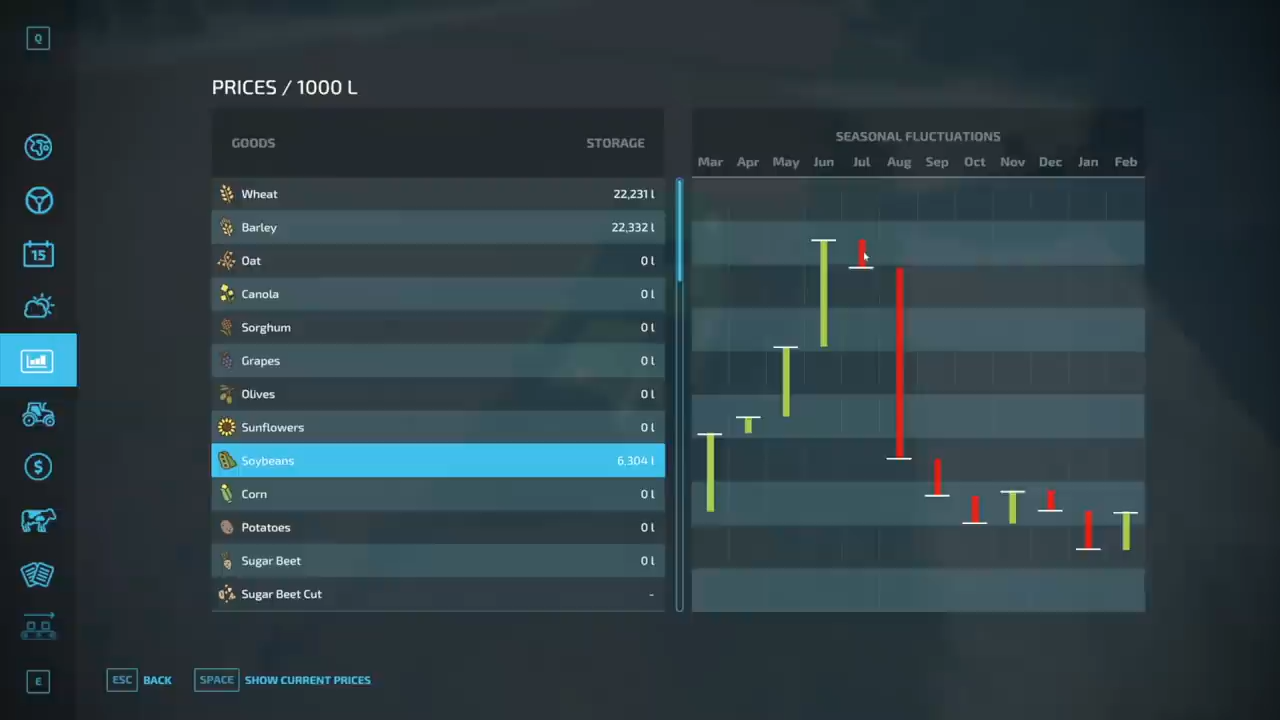 Q
PRICES / 1000 L
GOODS STORAGE
SEASONAL FLUCTUATIONS
Mar Apr May Jun Jul Aug Sep Oct Nov Dec Jan Feb
Wheat 22,231 l
Barley 22,332 l
Oat 0 l
Canola 0 l
Sorghum 0 l
Grapes 0 l
Olives 0 l
Sunflowers 0 l
Soybeans 6,304 l
Corn 0 l
Potatoes 0 l
Sugar Beet 0 l
Sugar Beet Cut -
15
$
E
ESC BACK SPACE SHOW CURRENT PRICES